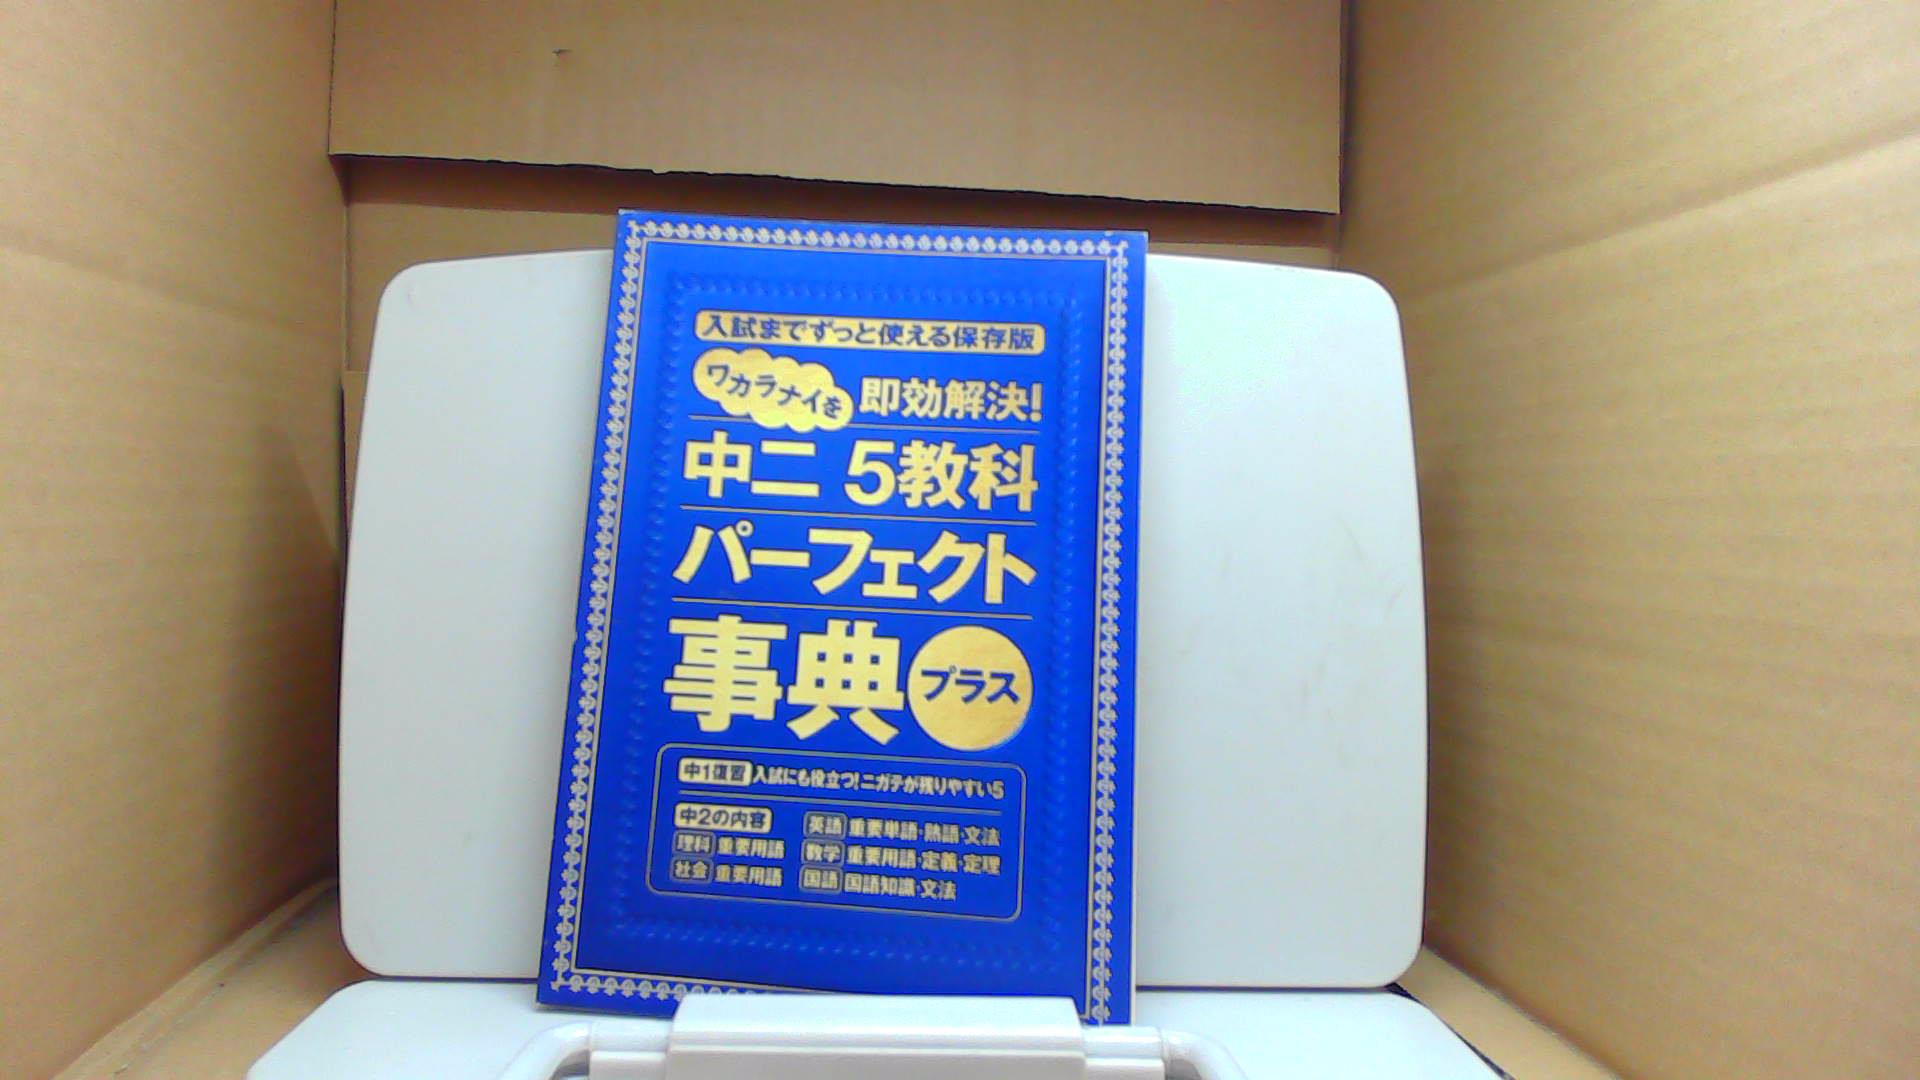 入試までずっと使える保存版
ワカラナイを 即効解決!
中二 5教科
パーフェクト
事典 プラス
中1復習 入試にも役立つ!ニガテが残りやすい5
中2の内容
英語 重要単語・熟語・文法
理科 重要用語
数学 重要用語・定義・定理
社会 重要用語
国語 国語知識・文法